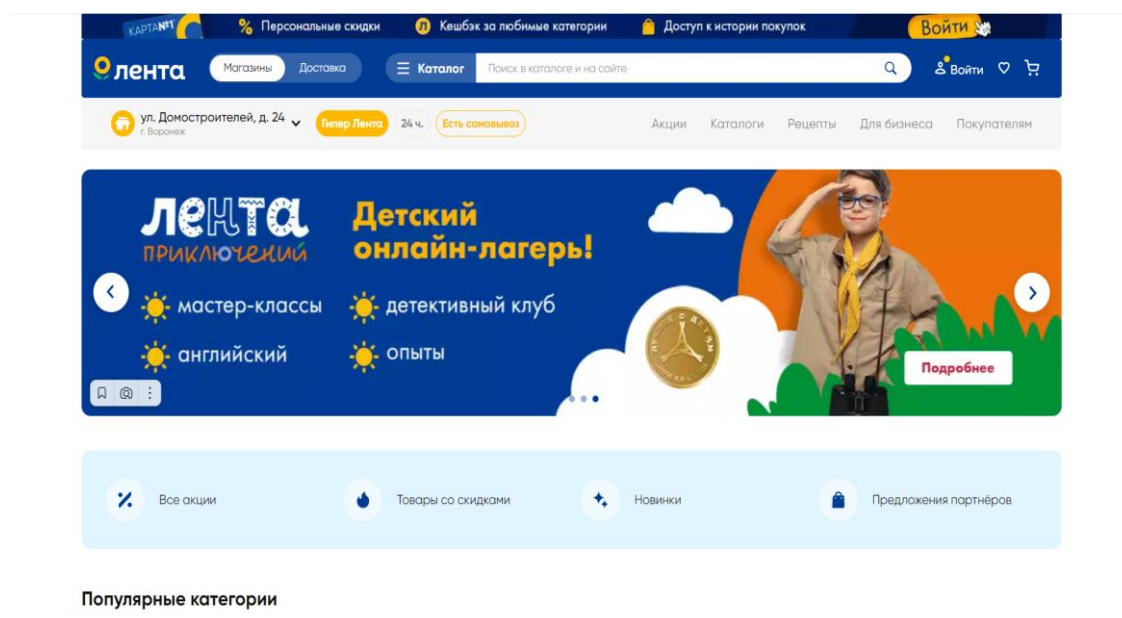 КАРТА №1
Персональные скидки
Кешбэк за любимые категории
Доступ к истории покупок
Войти
лента
Магазины
Доставка
Каталог
Поиск в каталоге и на сайте
Войти
ул. Домостроителей, д. 24
г. Воронеж
Гипер Лента
24 ч.
Есть самовывоз
Акции
Каталоги
Рецепты
Для бизнеса
Покупателям
лента
приключений
Детский
онлайн-лагерь!
мастер-классы
детективный клуб
английский
опыты
Подробнее
Все акции
Товары со скидками
Новинки
Предложения партнёров
Популярные категории